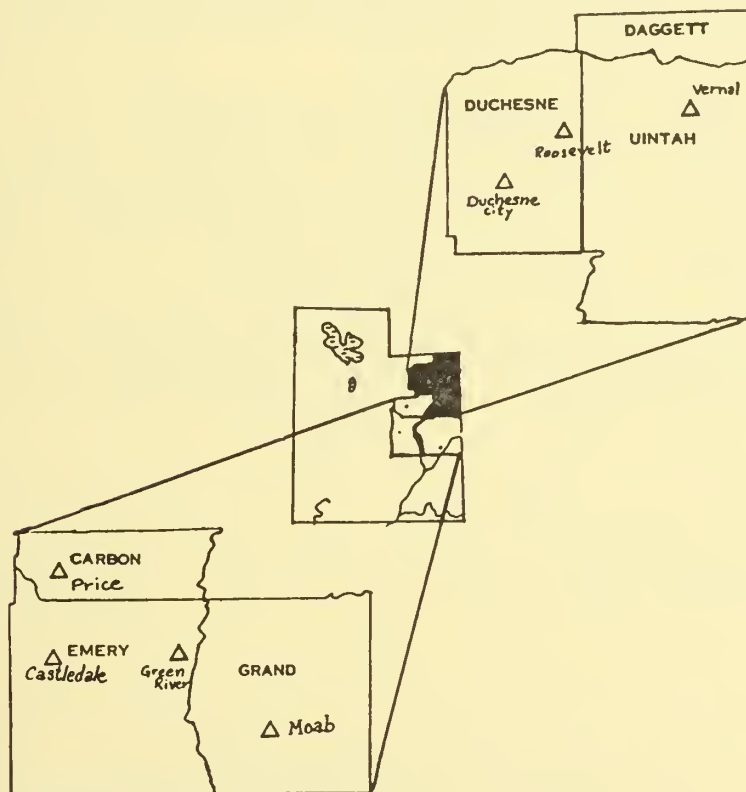 DAGGETT
Vernal
DUCHESNE
Roosevelt
UINTAH
Duchesne
City
CARBON
Price
EMERY
Castledale
Green
River
GRAND
Moab